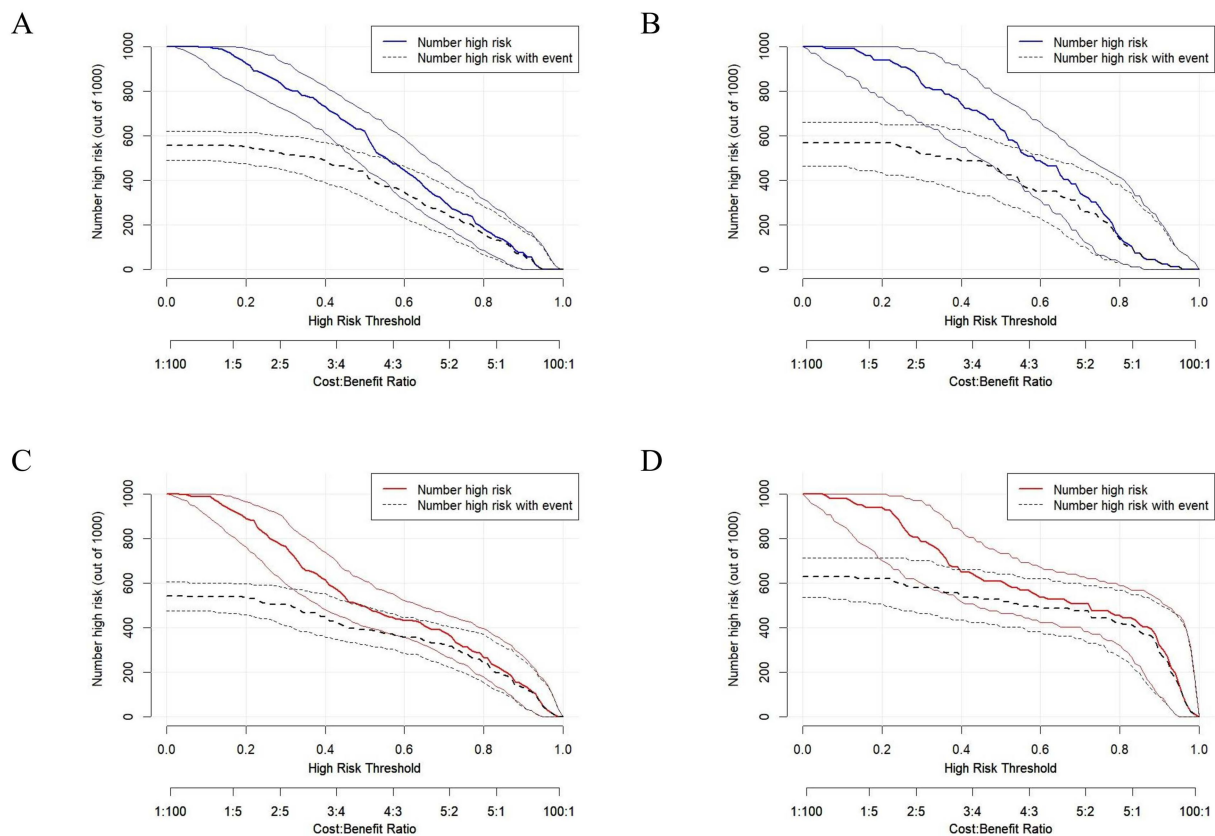 A
Number high risk (out of 1000)
0 200 400 600 800 1000
Number high risk
Number high risk with event
0.0 0.2 0.4 0.6 0.8 1.0
High Risk Threshold
1:100 1:5 2:5 3:4 4:3 5:2 5:1 100:1
Cost:Benefit Ratio
B
Number high risk (out of 1000)
0 200 400 600 800 1000
Number high risk
Number high risk with event
0.0 0.2 0.4 0.6 0.8 1.0
High Risk Threshold
1:100 1:5 2:5 3:4 4:3 5:2 5:1 100:1
Cost:Benefit Ratio
C
Number high risk (out of 1000)
0 200 400 600 800 1000
Number high risk
Number high risk with event
0.0 0.2 0.4 0.6 0.8 1.0
High Risk Threshold
1:100 1:5 2:5 3:4 4:3 5:2 5:1 100:1
Cost:Benefit Ratio
D
Number high risk (out of 1000)
0 200 400 600 800 1000
Number high risk
Number high risk with event
0.0 0.2 0.4 0.6 0.8 1.0
High Risk Threshold
1:100 1:5 2:5 3:4 4:3 5:2 5:1 100:1
Cost:Benefit Ratio